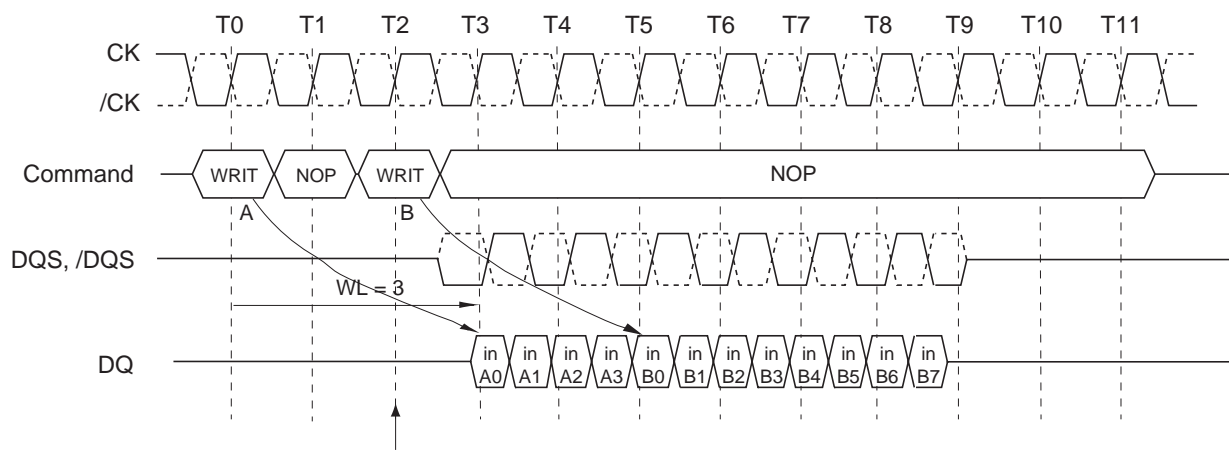 T0 T1 T2 T3 T4 T5 T6 T7 T8 T9 T10 T11
CK
/CK
Command WRIT NOP WRIT NOP
A B
DQS, /DQS
WL = 3
DQ
in in in in in in in in in in in in
A0 A1 A2 A3 B0 B1 B2 B3 B4 B5 B6 B7